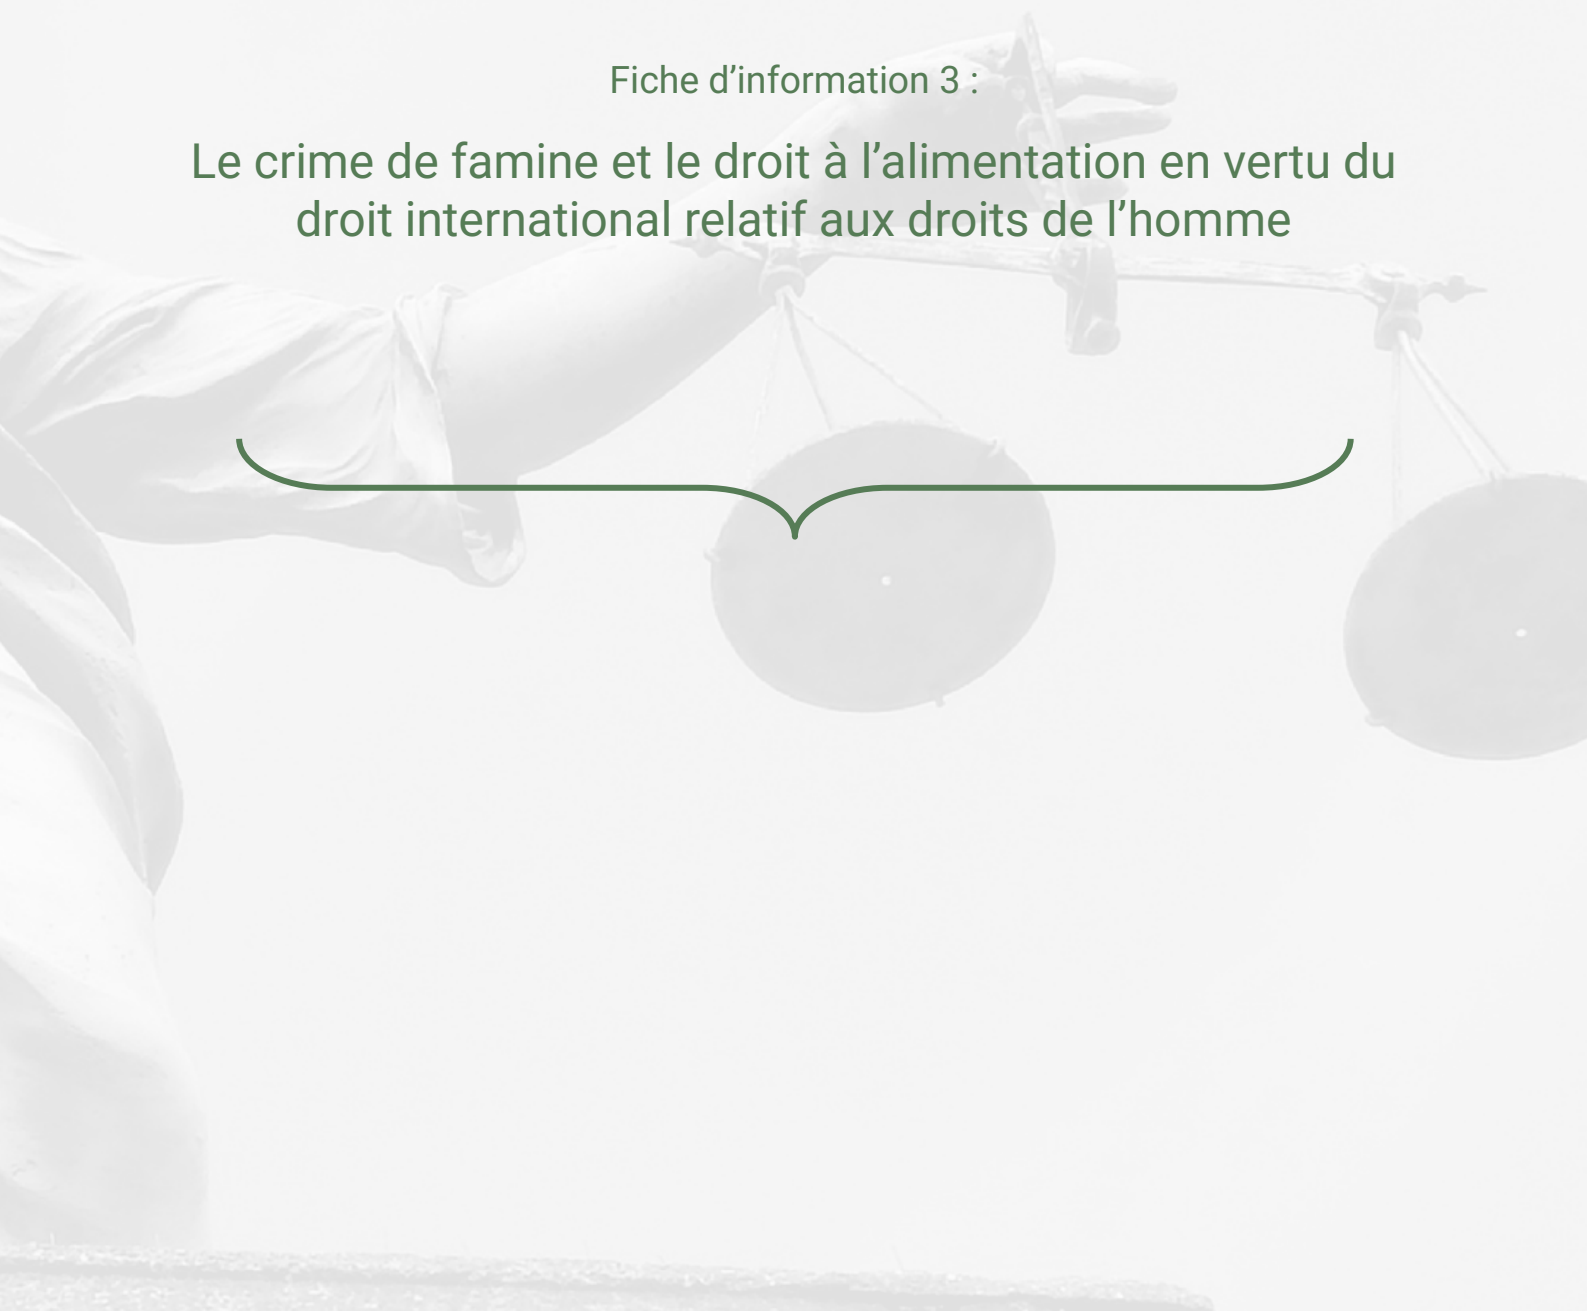 Fiche d’information 3 :
Le crime de famine et le droit à l’alimentation en vertu du
droit international relatif aux droits de l’homme